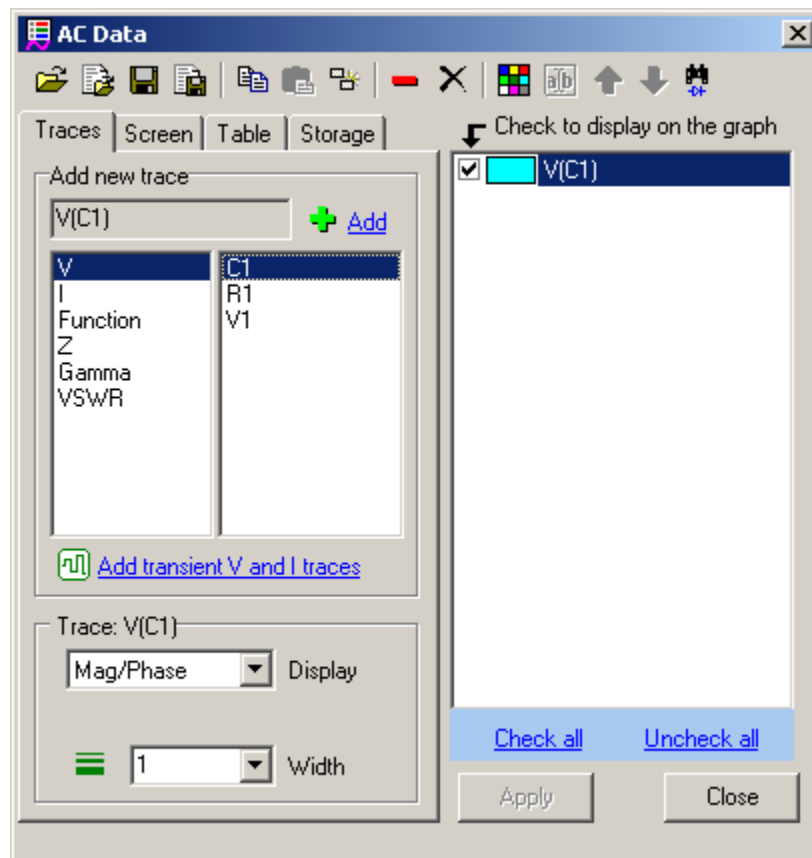 AC Data
Traces Screen Table Storage
Check to display on the graph
V(C1)
Add new trace
V(C1)
Add
V
I
Function
Z
Gamma
VSWR
C1
R1
V1
Add transient V and I traces
Trace: V(C1)
Mag/Phase Display
1 Width
Check all Uncheck all
Apply Close